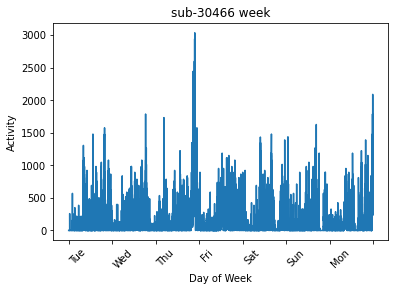 sub-30466 week
3000
2500
2000
1500
1000
500
0
Activity
Tue
Wed
Thu
Fri
Sat
Sun
Mon
Day of Week